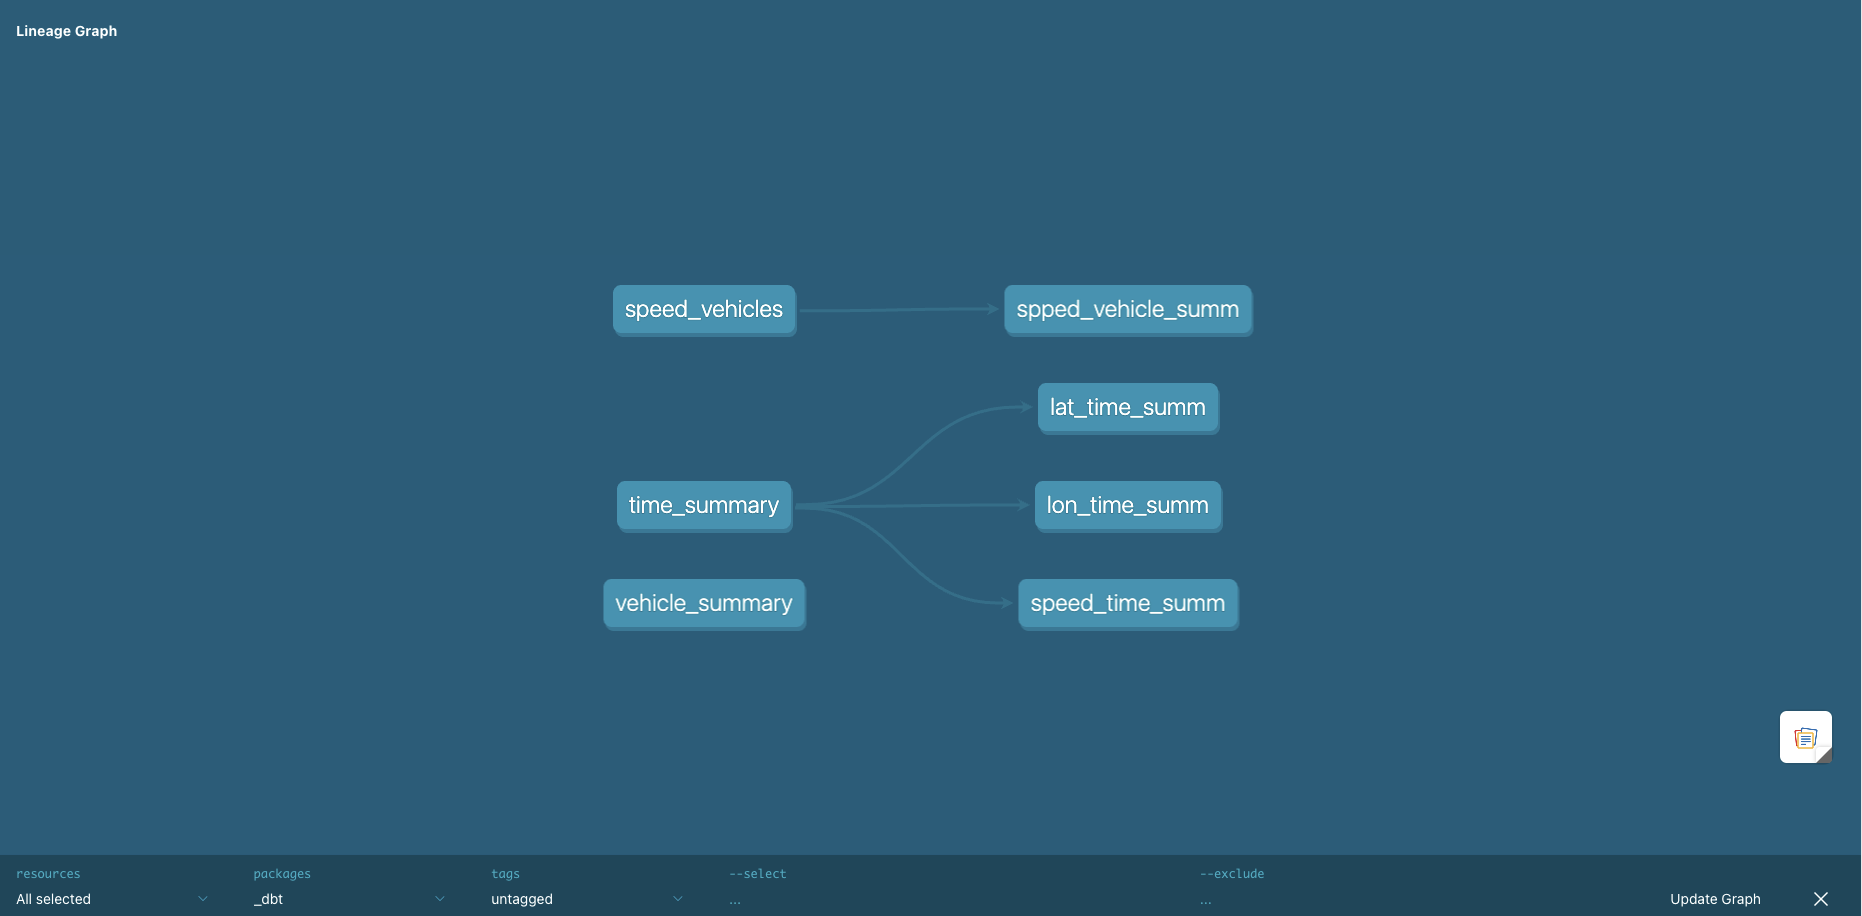 Lineage Graph
speed_vehicles
spped_vehicle_summ
lat_time_summ
time_summary
lon_time_summ
vehicle_summary
speed_time_summ
resources
packages
tags
--select
--exclude
All selected
_dbt
untagged
...
...
Update Graph